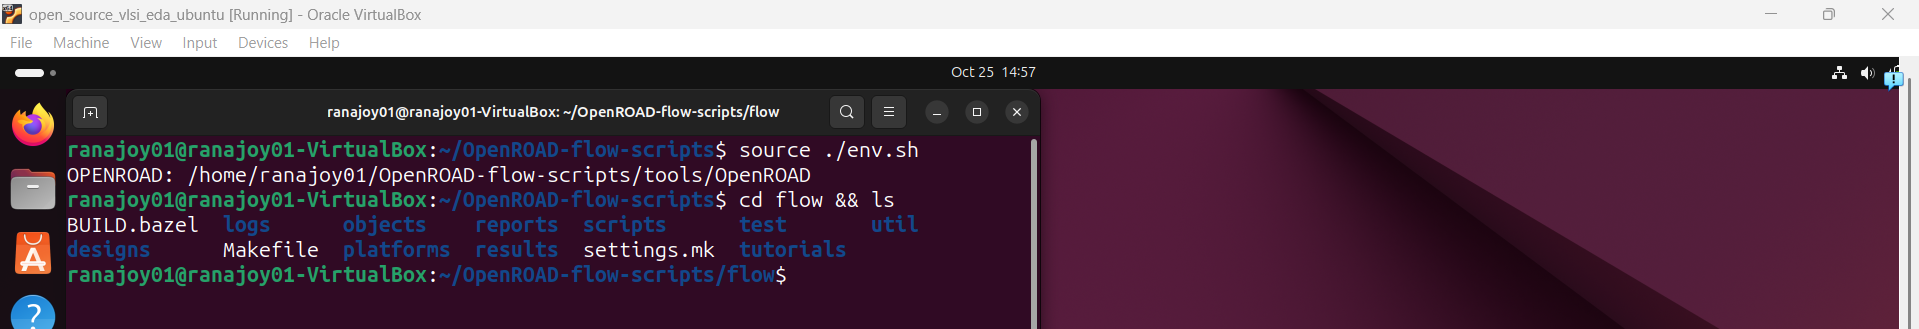 open_source_vlsi_eda_ubuntu [Running] - Oracle VirtualBox
File Machine View Input Devices Help
Oct 25 14:57
ranajoy01@ranajoy01-VirtualBox: ~/OpenROAD-flow-scripts/flow
ranajoy01@ranajoy01-VirtualBox:~/OpenROAD-flow-scripts$ source ./env.sh
OPENROAD: /home/ranajoy01/OpenROAD-flow-scripts/tools/OpenROAD
ranajoy01@ranajoy01-VirtualBox:~/OpenROAD-flow-scripts$ cd flow && ls
BUILD.bazel logs objects reports scripts test util
designs Makefile platforms results settings.mk tutorials
ranajoy01@ranajoy01-VirtualBox:~/OpenROAD-flow-scripts/flow$